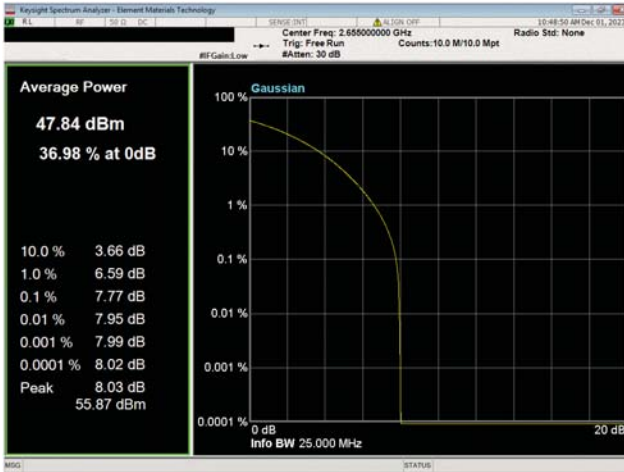 Keysight Spectrum Analyzer - Element Materials Technology
RL RF 50 Ω DC SENSE:INT ALIGN OFF 10:48:50 AM Dec 01, 2023
Center Freq: 2.655000000 GHz Radio Std: None
Trig: Free Run Counts:10.0 M/10.0 Mpt
#IFGain:Low #Atten: 30 dB
Average Power
47.84 dBm
36.98 % at 0dB
10.0 % 3.66 dB
1.0 % 6.59 dB
0.1 % 7.77 dB
0.01 % 7.95 dB
0.001 % 7.99 dB
0.0001 % 8.02 dB
Peak 8.03 dB
55.87 dBm
Gaussian
100 %
10 %
1 %
0.1 %
0.01 %
0.001 %
0.0001 %
0 dB 20 dB
Info BW 25.000 MHz
MSG STATUS